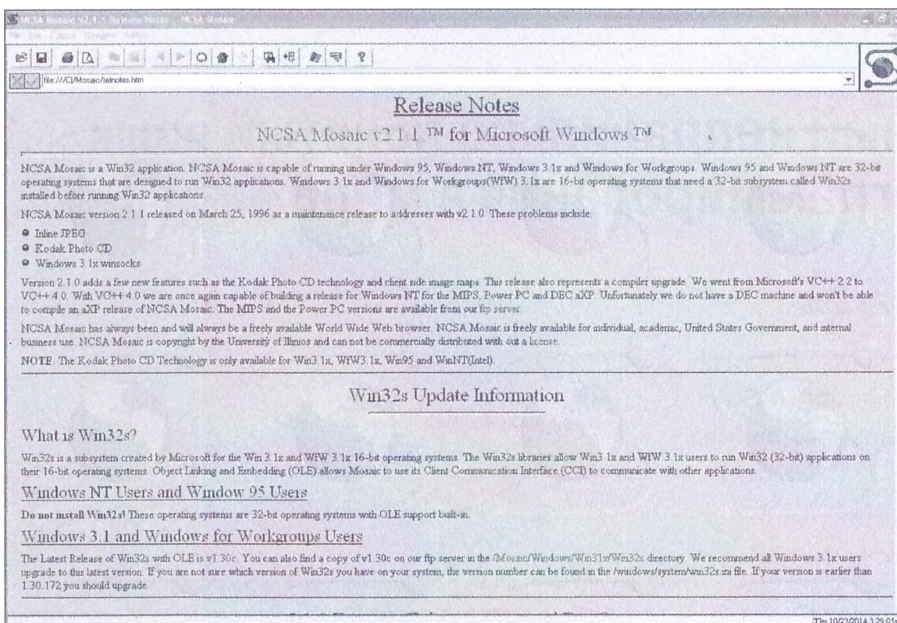 NCSA Mosaic v2.1.1 Release Notes - NCSA Mosaic
file:///C|/Mosaic/relnotes.htm
Release Notes
NCSA Mosaic v2.1.1 ™ for Microsoft Windows ™
NCSA Mosaic is a Win32 application. NCSA Mosaic is capable of running under Windows 95, Windows NT, Windows 3.1x and Windows for Workgroups. Windows 95 and Windows NT are 32-bit
operating systems that are designed to run Win32 applications. Windows 3.1x and Windows for Workgroups(WfW) 3.1x are 16-bit operating systems that need a 32-bit subsystem called Win32s
installed before running Win32 applications.
NCSA Mosaic version 2.1.1 released on March 25, 1996 as a maintenance release to addresses with v2.1.0. These problems include:
Inline JPEG
Kodak Photo CD
Windows 3.1x winsocks
Version 2.1.0 adds a few new features such as the Kodak Photo CD technology and client side image maps. This release also represents a compiler upgrade. We went from Microsoft's VC++ 2.2 to
VC++ 4.0. With VC++ 4.0 we are once again capable of building a release for Windows NT for the MIPS, Power PC and DEC aXP. Unfortunately we do not have a DEC machine and won't be able
to compile an aXP release of NCSA Mosaic. The MIPS and the Power PC versions are available from our ftp server.
NCSA Mosaic has always been and will always be a freely available World Wide Web browser. NCSA Mosaic is freely available for individual, academic, United States Government, and internal
business use. NCSA Mosaic is copyright by the University of Illinois and can not be commercially distributed with out a license.
NOTE: The Kodak Photo CD Technology is only available for Win3.1x, WfW3.1x, Win95 and WinNT(Intel).
Win32s Update Information
What is Win32s?
Win32s is a subsystem created by Microsoft for the Win 3.1x and WfW 3.1x 16-bit operating systems. The Win32s libraries allow Win3.1x and WfW 3.1x users to run Win32 (32-bit) applications on
their 16-bit operating systems. Object Linking and Embedding (OLE) allows Mosaic to use its Client Communication Interface (CCI) to communicate with other applications.
Windows NT Users and Window 95 Users
Do not install Win32s! These operating systems are 32-bit operating systems with OLE support built-in.
Windows 3.1 and Windows for Workgroups Users
The Latest Release of Win32s with OLE is v1.30c. You can also find a copy of v1.30c on our ftp server in the /Mosaic/Windows/Win31x/Win32s directory. We recommend all Windows 3.1x users
upgrade to this latest version. If you are not sure which version of Win32s you have on your system, the version number can be found in the /windows/system/win32s.ini file. If your version is earlier than
1.30.172 you should upgrade.
Thu 10/23/2014 3:29:05